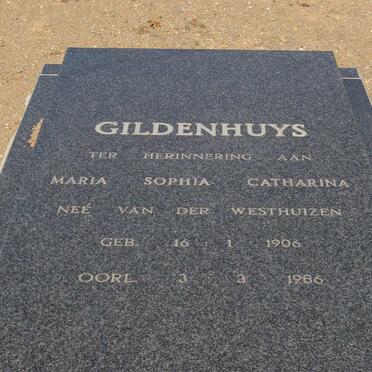 GILDENHUYS
TER HERINNERING AAN
MARIA SOPHIA CATHARINA
NEÉ VAN DER WESTHUIZEN
GEB. 16 · 1 · 1906
OORL. 3 · 3 · 1986